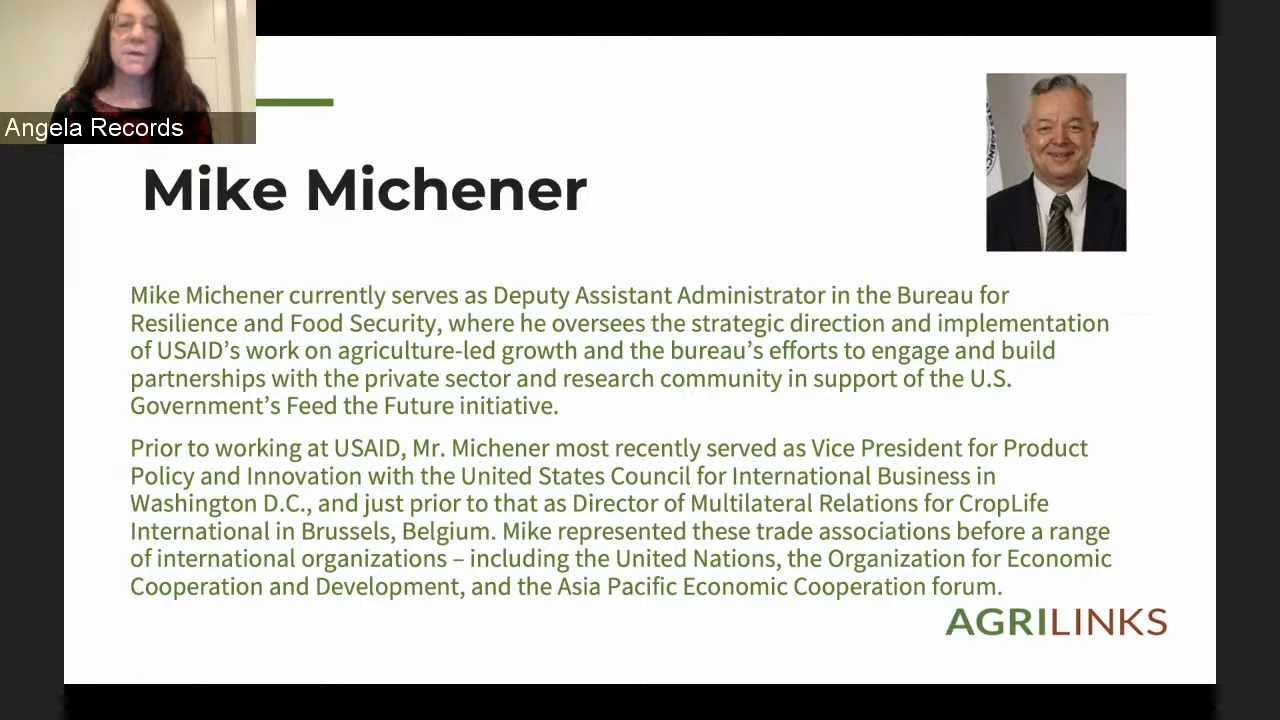 Angela Records
Mike Michener
Mike Michener currently serves as Deputy Assistant Administrator in the Bureau for
Resilience and Food Security, where he oversees the strategic direction and implementation
of USAID’s work on agriculture-led growth and the bureau’s efforts to engage and build
partnerships with the private sector and research community in support of the U.S.
Government’s Feed the Future initiative.
Prior to working at USAID, Mr. Michener most recently served as Vice President for Product
Policy and Innovation with the United States Council for International Business in
Washington D.C., and just prior to that as Director of Multilateral Relations for CropLife
International in Brussels, Belgium. Mike represented these trade associations before a range
of international organizations – including the United Nations, the Organization for Economic
Cooperation and Development, and the Asia Pacific Economic Cooperation forum.
AGRILINKS